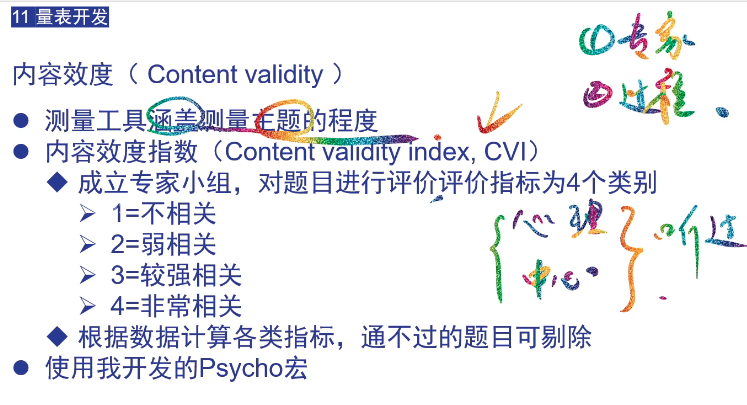 11 量表开发
①专家
②过程.
内容效度（ Content validity ）
● 测量工具涵盖测量主题的程度
● 内容效度指数（Content validity index, CVI）
◆ 成立专家小组，对题目进行评价评价指标为4个类别
➢ 1=不相关
➢ 2=弱相关
➢ 3=较强相关
➢ 4=非常相关
{心理
中心}
◆ 根据数据计算各类指标，通不过的题目可剔除
● 使用我开发的Psycho宏